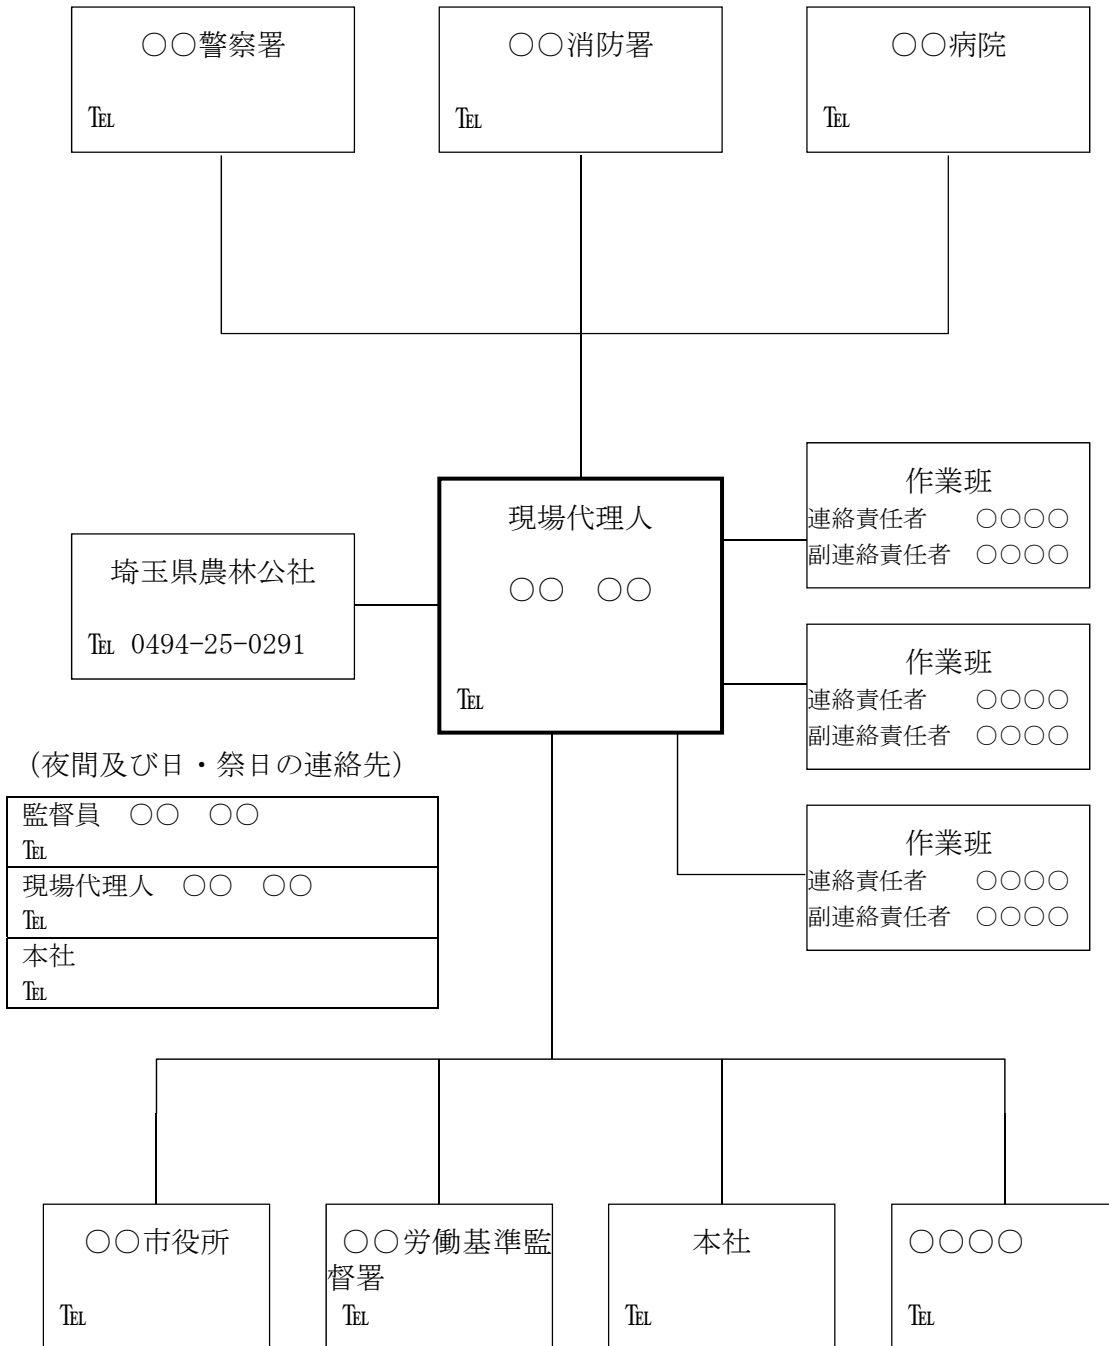 ○○警察署
℡
○○消防署
℡
○○病院
℡
現場代理人
○○　○○
℡
埼玉県農林公社
℡ 0494-25-0291
作業班
連絡責任者　　○○○○
副連絡責任者　○○○○
作業班
連絡責任者　　○○○○
副連絡責任者　○○○○
作業班
連絡責任者　　○○○○
副連絡責任者　○○○○
（夜間及び日・祭日の連絡先）
監督員　○○　○○
℡
現場代理人　○○　○○
℡
本社
℡
○○市役所
℡
○○労働基準監
督署
℡
本社
℡
○○○○
℡